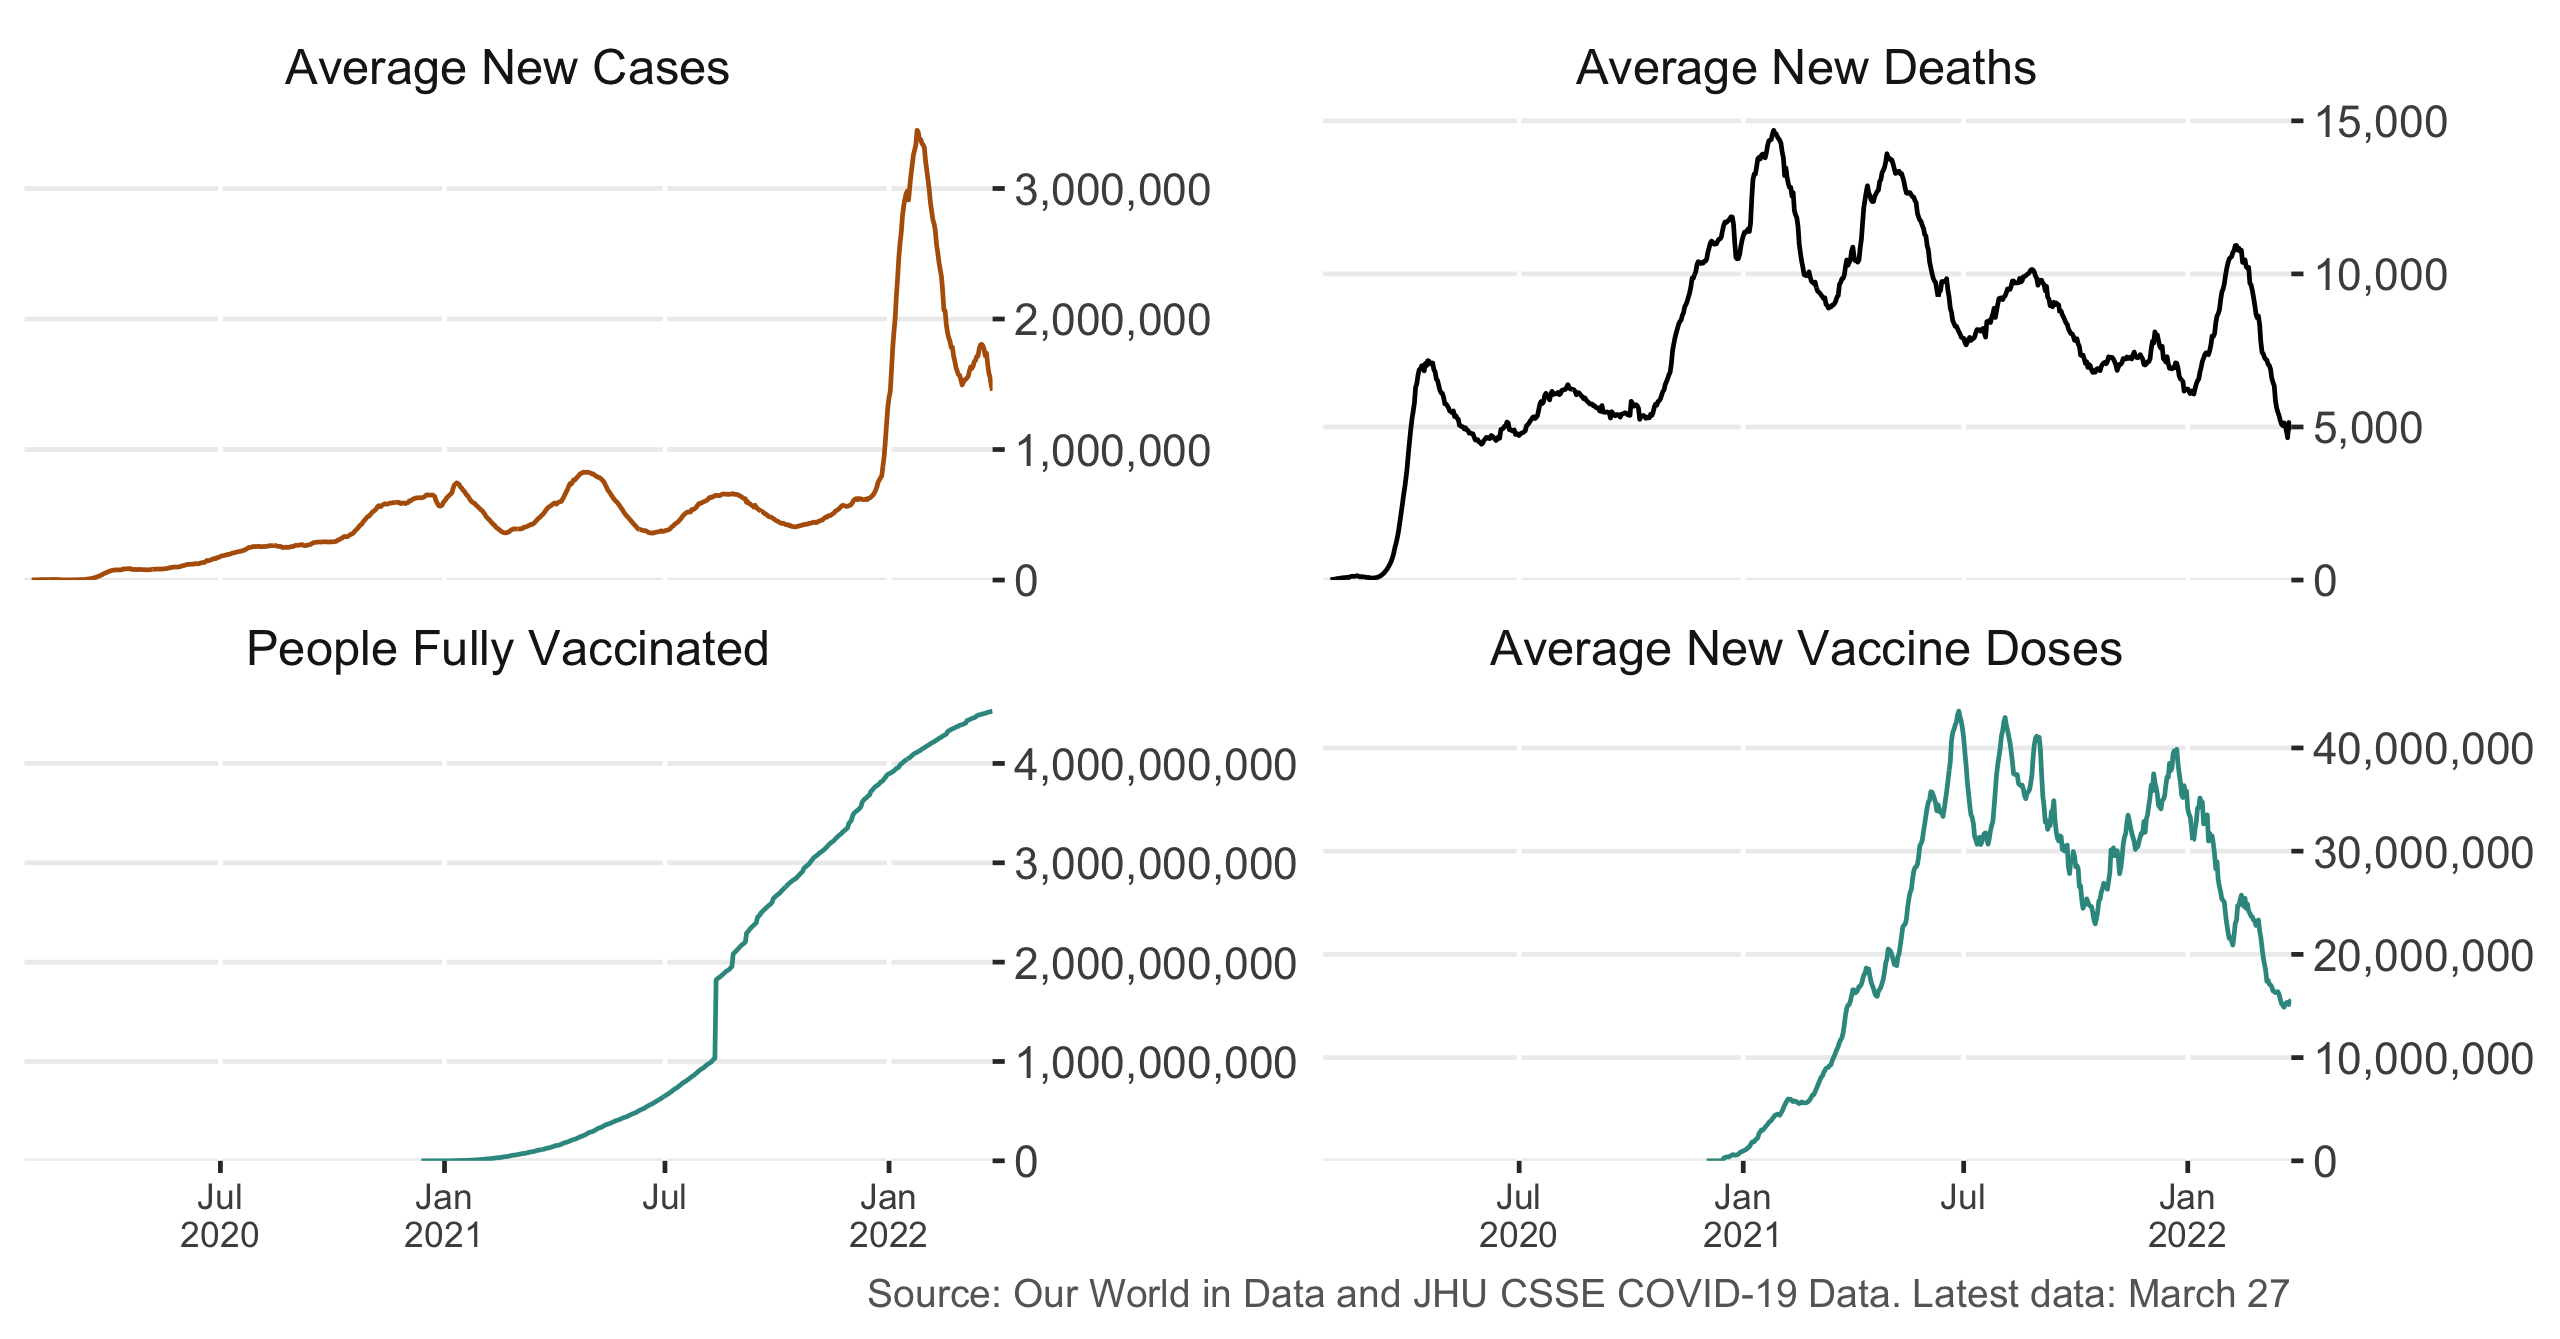 Average New Cases
3,000,000
2,000,000
1,000,000
0
Average New Deaths
15,000
10,000
5,000
0
People Fully Vaccinated
4,000,000,000
3,000,000,000
2,000,000,000
1,000,000,000
0
Jul
2020
Jan
2021
Jul
Jan
2022
Average New Vaccine Doses
40,000,000
30,000,000
20,000,000
10,000,000
0
Jul
2020
Jan
2021
Jul
Jan
2022
Source: Our World in Data and JHU CSSE COVID-19 Data. Latest data: March 27